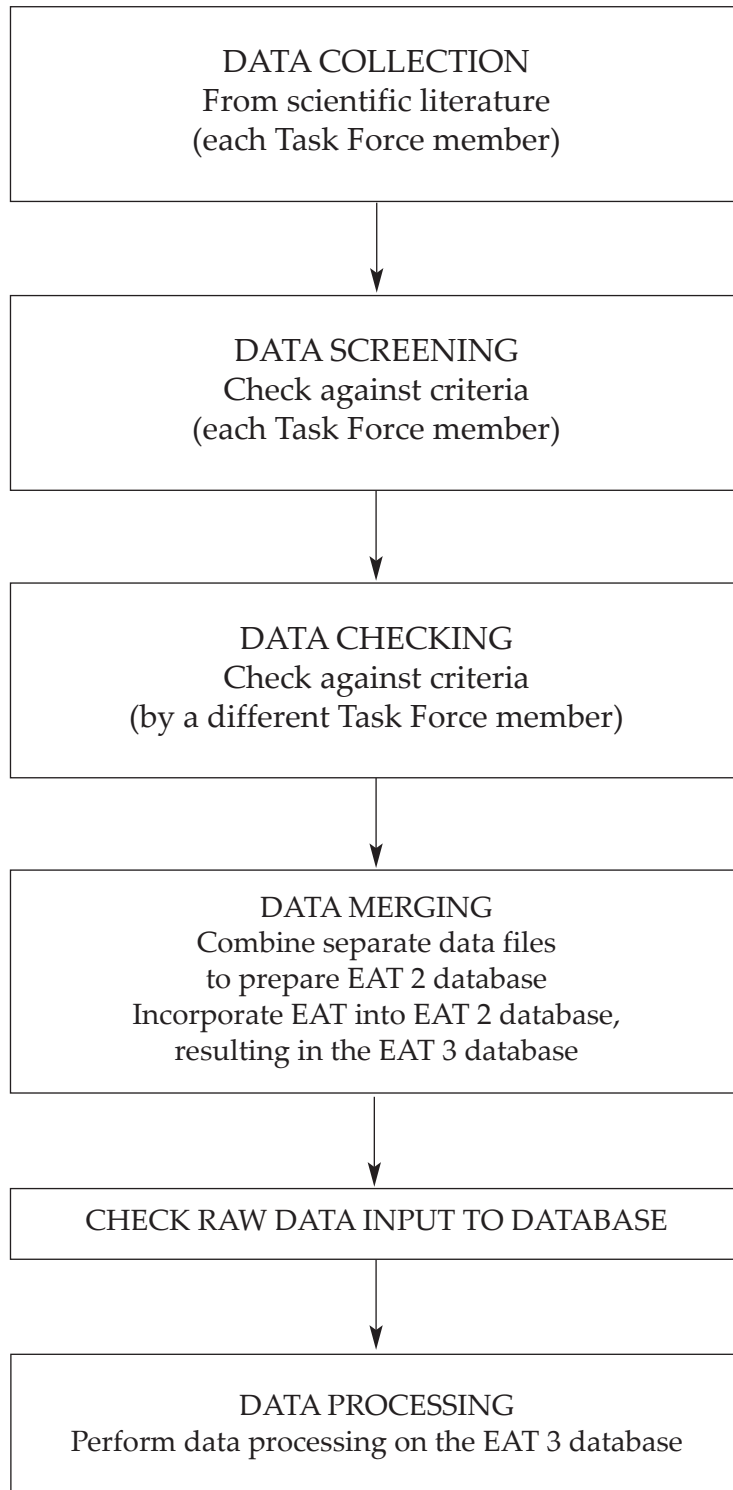 DATA COLLECTION
From scientific literature
(each Task Force member)
DATA SCREENING
Check against criteria
(each Task Force member)
DATA CHECKING
Check against criteria
(by a different Task Force member)
DATA MERGING
Combine separate data files
to prepare EAT 2 database
Incorporate EAT into EAT 2 database,
resulting in the EAT 3 database
CHECK RAW DATA INPUT TO DATABASE
DATA PROCESSING
Perform data processing on the EAT 3 database